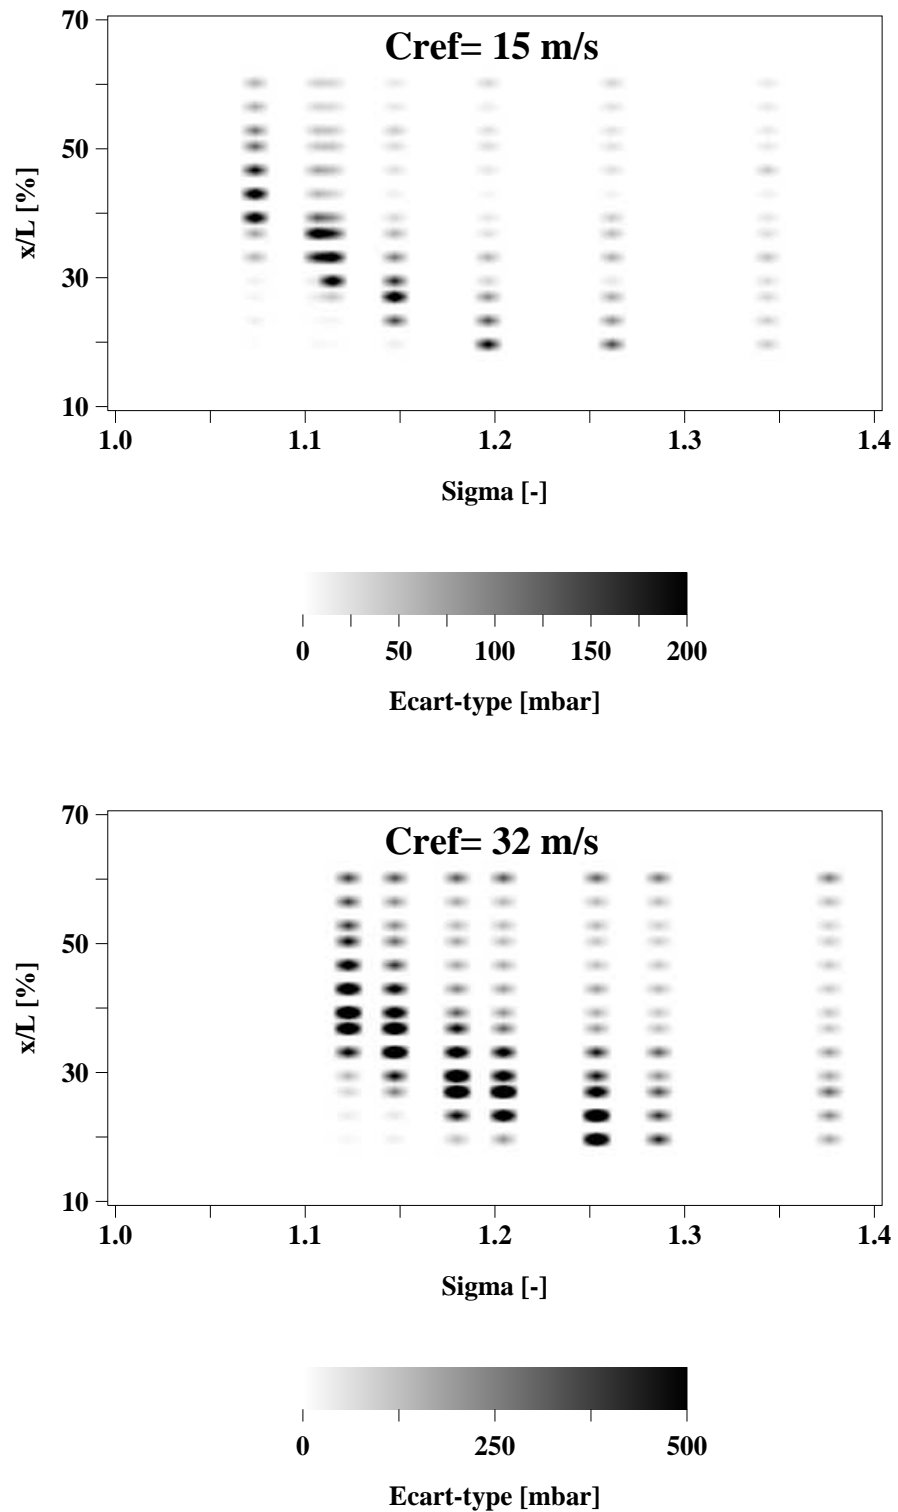 70
Cref= 15 m/s
50
x/L [%]
30
10
1.0 1.1 1.2 1.3 1.4
Sigma [-]
0 50 100 150 200
Ecart-type [mbar]
70
Cref= 32 m/s
50
x/L [%]
30
10
1.0 1.1 1.2 1.3 1.4
Sigma [-]
0 250 500
Ecart-type [mbar]